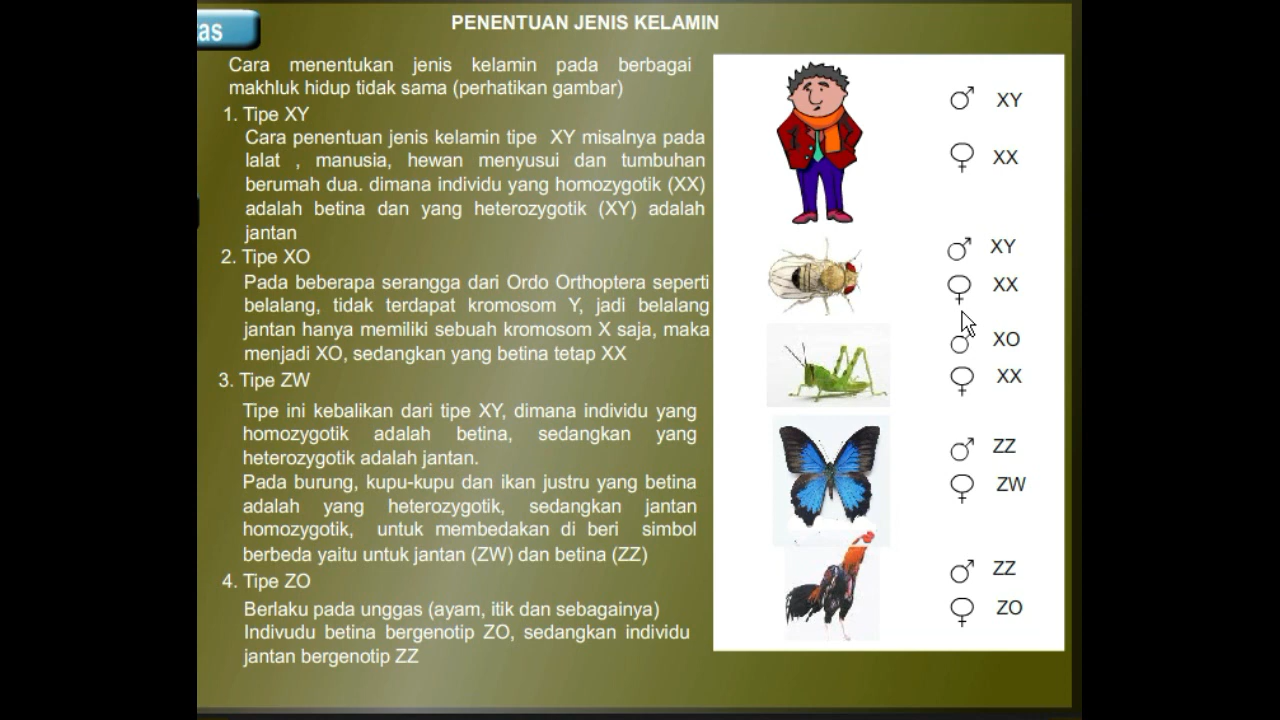 tas
PENENTUAN JENIS KELAMIN
Cara menentukan jenis kelamin pada berbagai
makhluk hidup tidak sama (perhatikan gambar)
1. Tipe XY
Cara penentuan jenis kelamin tipe XY misalnya pada
lalat , manusia, hewan menyusui dan tumbuhan
berumah dua. dimana individu yang homozygotik (XX)
adalah betina dan yang heterozygotik (XY) adalah
jantan
2. Tipe XO
Pada beberapa serangga dari Ordo Orthoptera seperti
belalang, tidak terdapat kromosom Y, jadi belalang
jantan hanya memiliki sebuah kromosom X saja, maka
menjadi XO, sedangkan yang betina tetap XX
3. Tipe ZW
Tipe ini kebalikan dari tipe XY, dimana individu yang
homozygotik adalah betina, sedangkan yang
heterozygotik adalah jantan.
Pada burung, kupu-kupu dan ikan justru yang betina
adalah yang heterozygotik, sedangkan jantan
homozygotik, untuk membedakan di beri simbol
berbeda yaitu untuk jantan (ZW) dan betina (ZZ)
4. Tipe ZO
Berlaku pada unggas (ayam, itik dan sebagainya)
Indivudu betina bergenotip ZO, sedangkan individu
jantan bergenotip ZZ
♂ XY
♀ XX
♂ XY
♀ XX
♂ XO
♀ XX
♂ ZZ
♀ ZW
♂ ZZ
♀ ZO